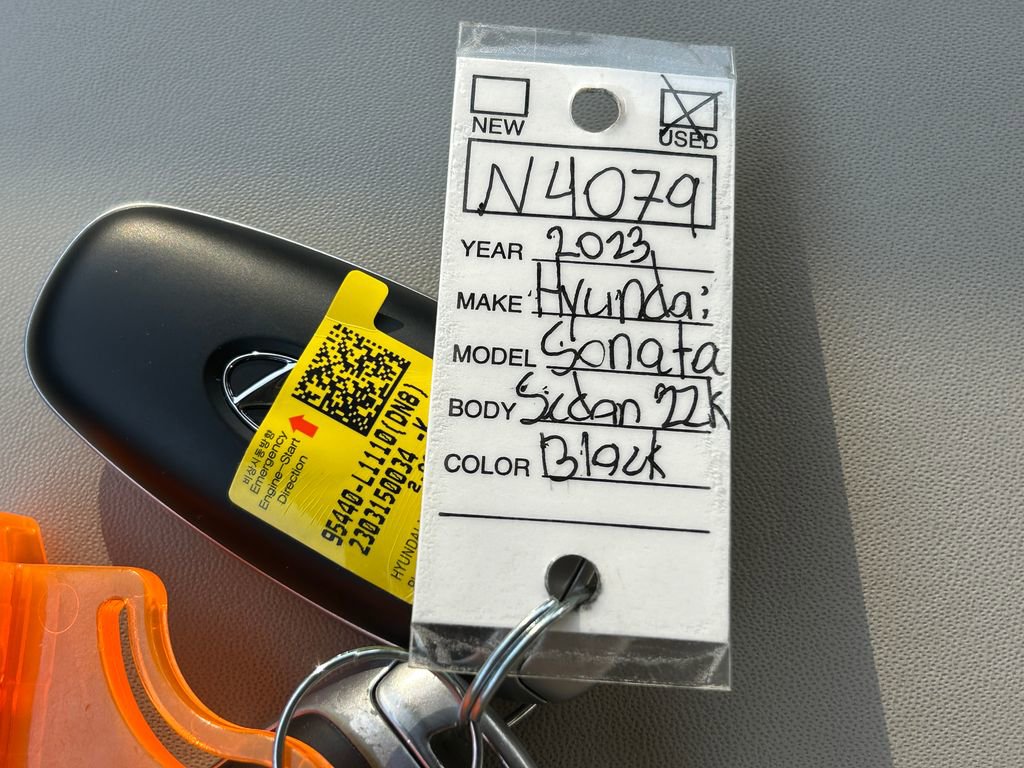 NEW
USED
N4079
YEAR 2023
MAKE Hyundai
MODEL Sonata
BODY Sedan 22K
COLOR Black
비상시동방향
Emergency
Engine-Start
Direction
95440-L1110(DN8)
2303150034
HYUNDAI